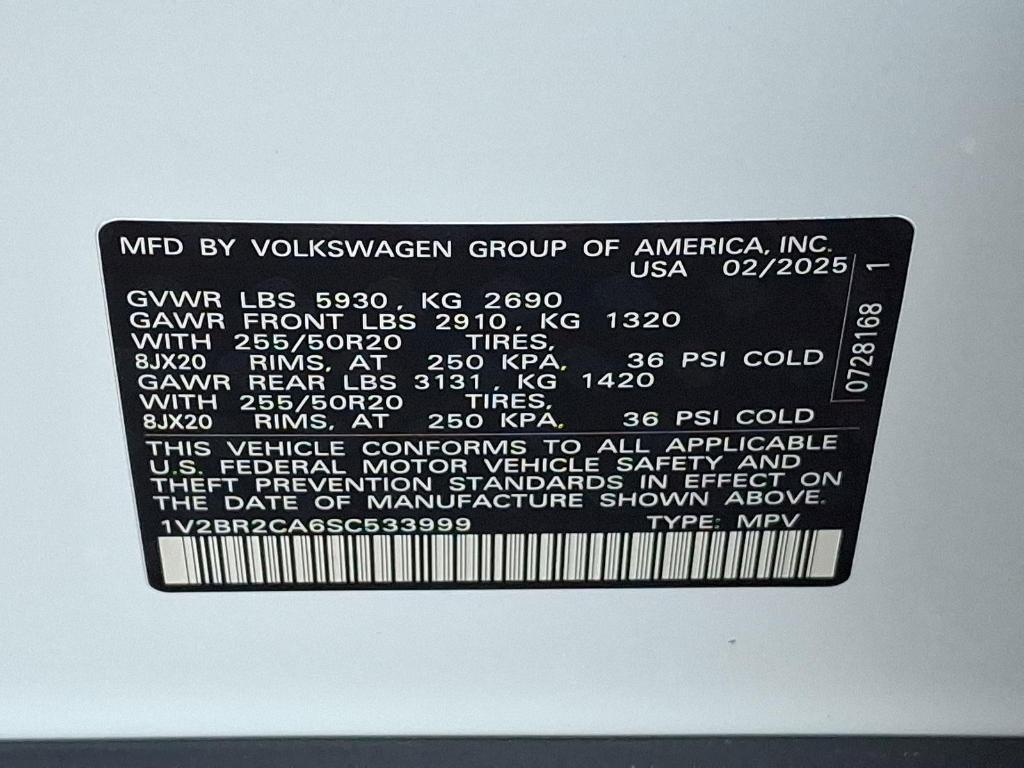 MFD BY VOLKSWAGEN GROUP OF AMERICA, INC.
USA 02/2025
GVWR LBS 5930, KG 2690
GAWR FRONT LBS 2910, KG 1320
WITH 255/50R20 TIRES,
8JX20 RIMS, AT 250 KPA, 36 PSI COLD
GAWR REAR LBS 3131, KG 1420
WITH 255/50R20 TIRES,
8JX20 RIMS, AT 250 KPA, 36 PSI COLD
THIS VEHICLE CONFORMS TO ALL APPLICABLE
U.S. FEDERAL MOTOR VEHICLE SAFETY AND
THEFT PREVENTION STANDARDS IN EFFECT ON
THE DATE OF MANUFACTURE SHOWN ABOVE.
1V2BR2CA6SC533999 TYPE: MPV
0728168 1